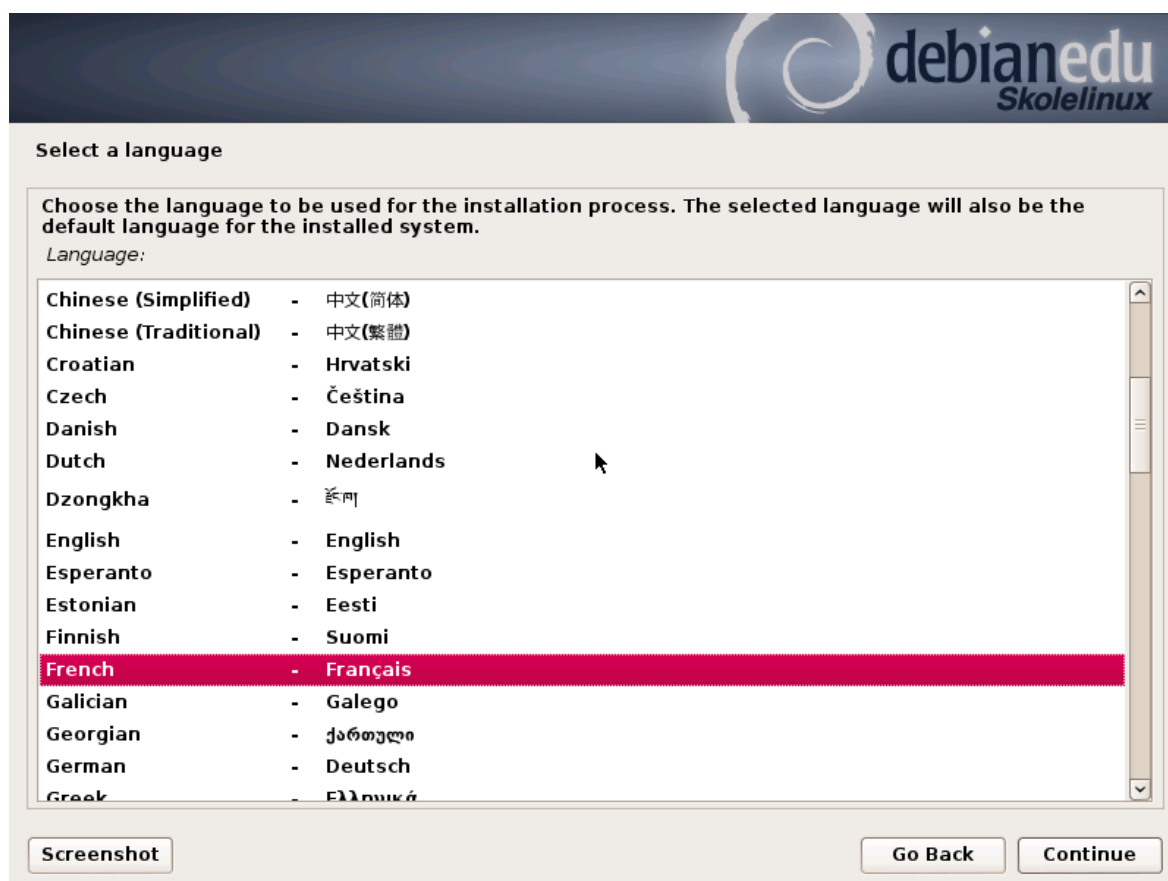 debianedu
Skolelinux
Select a language
Choose the language to be used for the installation process. The selected language will also be the
default language for the installed system.
Language:
Chinese (Simplified) - 中文(简体)
Chinese (Traditional) - 中文(繁體)
Croatian - Hrvatski
Czech - Čeština
Danish - Dansk
Dutch - Nederlands
Dzongkha - རྫོང་ཁ།
English - English
Esperanto - Esperanto
Estonian - Eesti
Finnish - Suomi
French - Français
Galician - Galego
Georgian - ქართული
German - Deutsch
Greek - Ελληνικά
Screenshot
Go Back
Continue